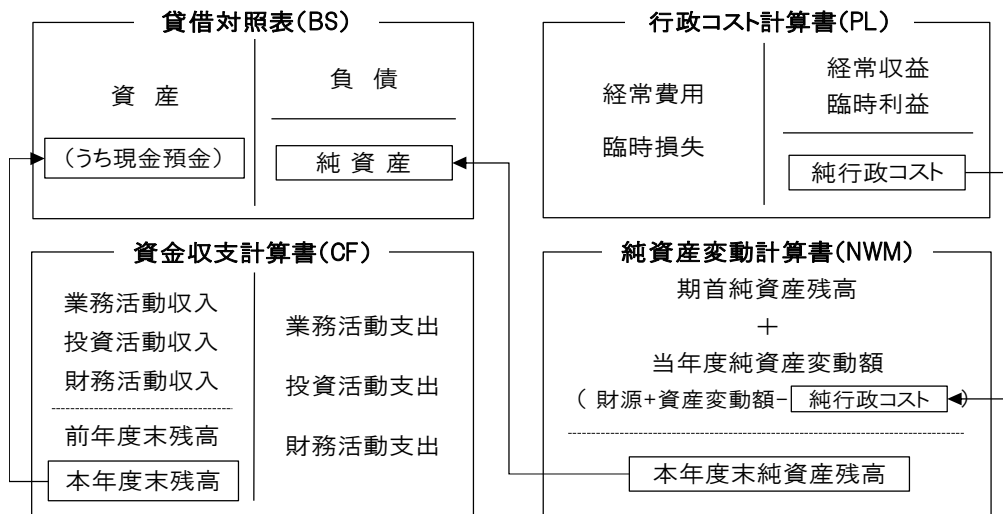 貸借対照表(BS)
資 産
(うち現金預金)
負 債
純 資 産
行政コスト計算書(PL)
経常費用
臨時損失
経常収益
臨時利益
純行政コスト
資金収支計算書(CF)
業務活動収入
投資活動収入
財務活動収入
前年度末残高
本年度末残高
業務活動支出
投資活動支出
財務活動支出
純資産変動計算書(NWM)
期首純資産残高
+
当年度純資産変動額
( 財源+資産変動額-純行政コスト )
本年度末純資産残高